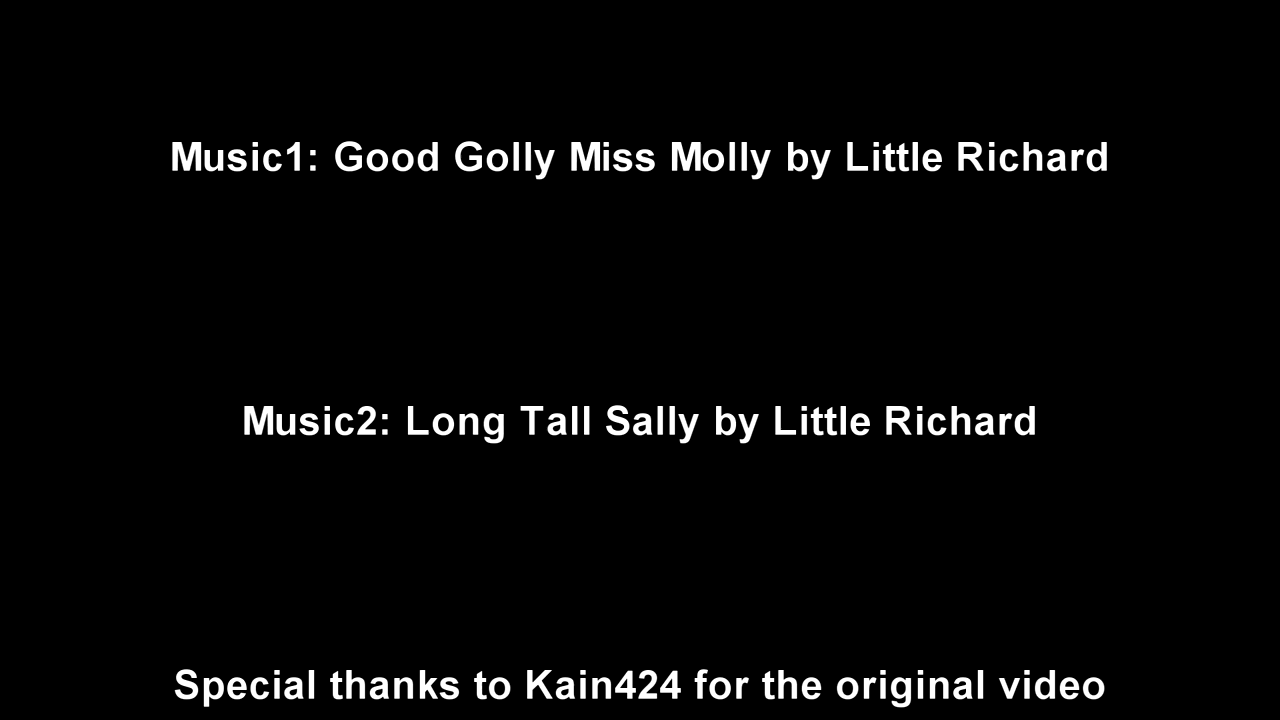 Music1: Good Golly Miss Molly by Little Richard
Music2: Long Tall Sally by Little Richard
Special thanks to Kain424 for the original video